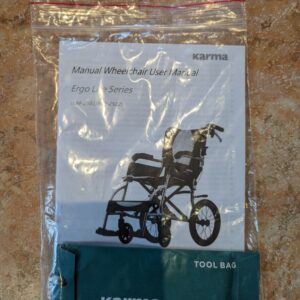 Karma
Manual Wheelchair User Manual
Ergo Lite Series
TOOL BAG
Karma